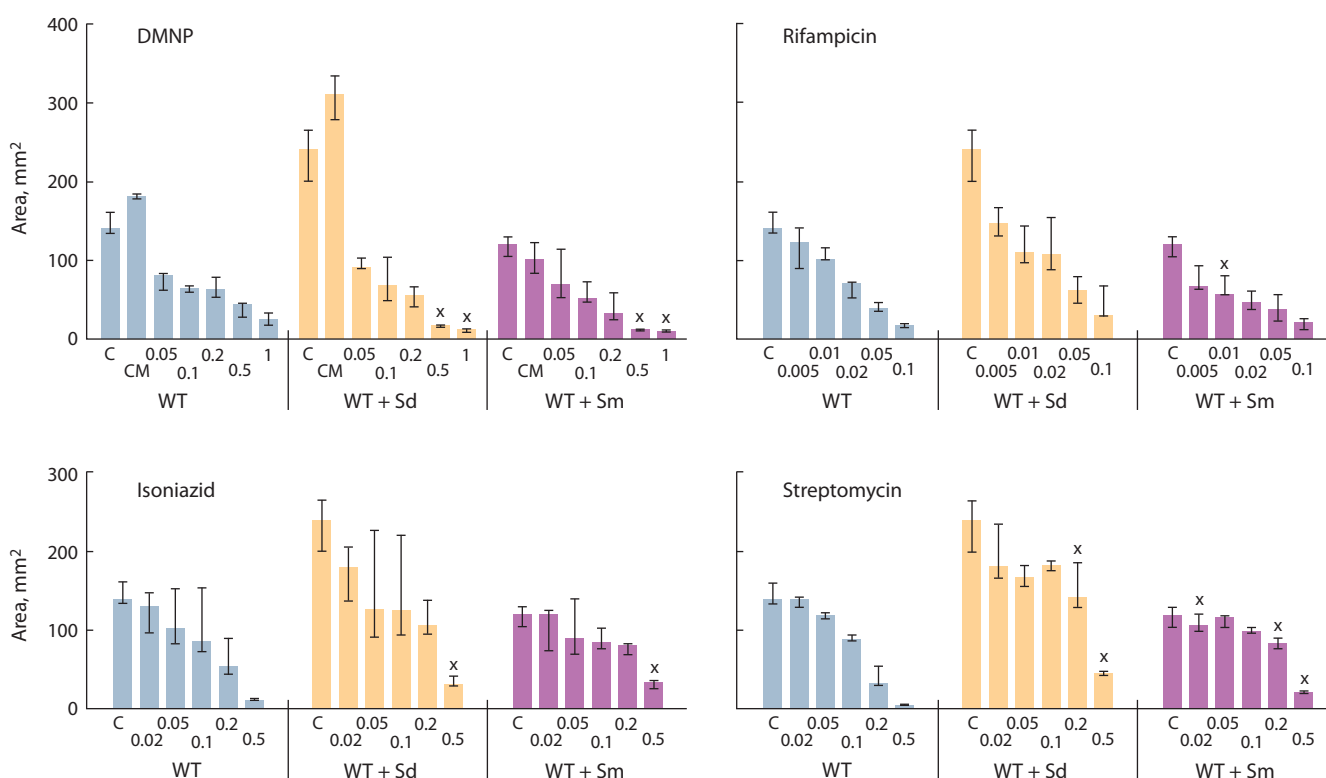 DMNP
Area, mm2
400
300
200
100
0
x x
x x
C 0.05 0.2 1 C 0.05 0.2 1 C 0.05 0.2 1
CM 0.1 0.5 CM 0.1 0.5 CM 0.1 0.5
WT WT + Sd WT + Sm
Rifampicin
x
C 0.01 0.05 C 0.01 0.05 C 0.01 0.05
0.005 0.02 0.1 0.005 0.02 0.1 0.005 0.02 0.1
WT WT + Sd WT + Sm
Isoniazid
Area, mm2
300
200
100
0
x
x
C 0.05 0.2 C 0.05 0.2 C 0.05 0.2
0.02 0.1 0.5 0.02 0.1 0.5 0.02 0.1 0.5
WT WT + Sd WT + Sm
Streptomycin
x
x
x x
x
C 0.05 0.2 C 0.05 0.2 C 0.05 0.2
0.02 0.1 0.5 0.02 0.1 0.5 0.02 0.1 0.5
WT WT + Sd WT + Sm